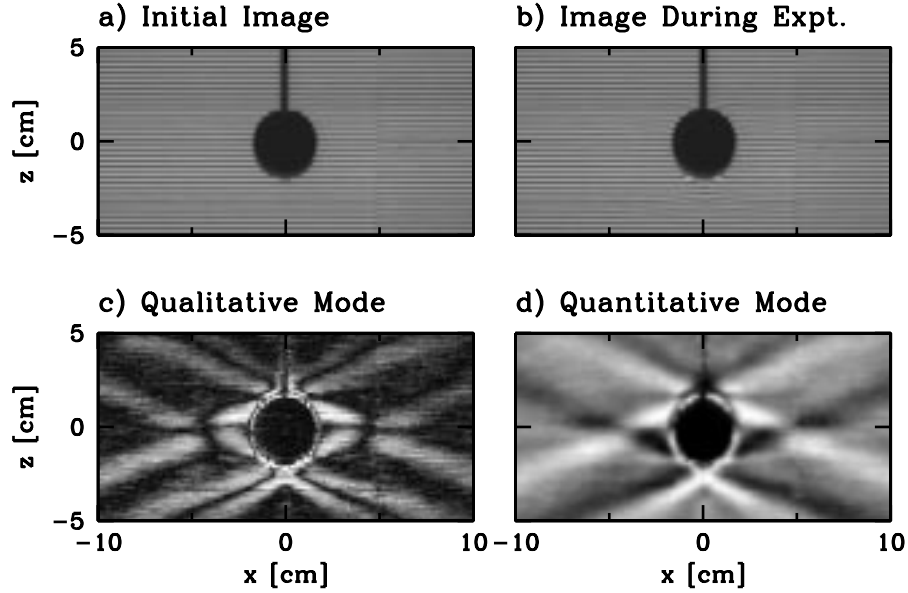 a) Initial Image
b) Image During Expt.
5
z [cm]
0
−5
c) Qualitative Mode
d) Quantitative Mode
5
z [cm]
0
−5
−10
0
10
−10
0
10
x [cm]
x [cm]